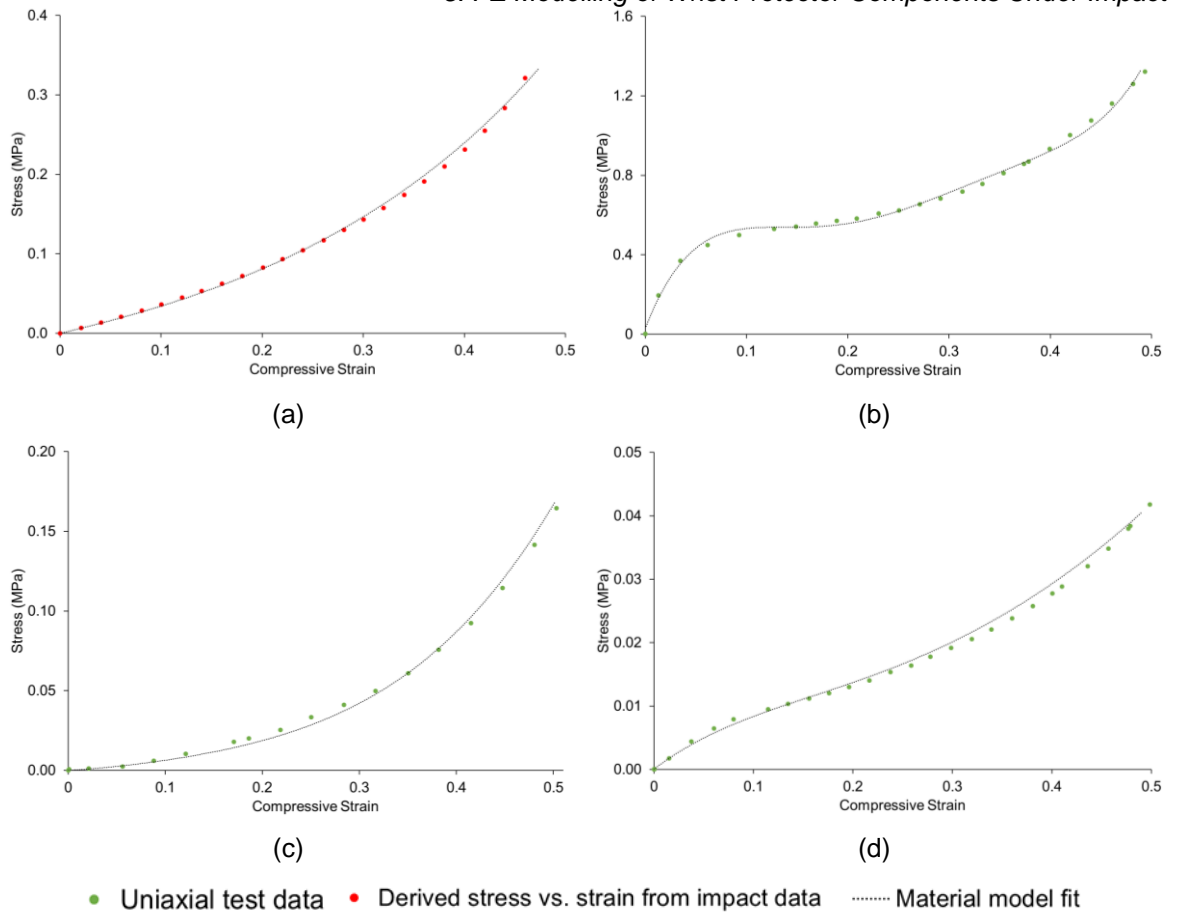 0.4
0.3
0.2
0.1
0.0
Stress (MPa)
0 0.1 0.2 0.3 0.4 0.5
Compressive Strain
(a)
1.6
1.2
0.8
0.4
0
Stress (MPa)
0 0.1 0.2 0.3 0.4 0.5
Compressive Strain
(b)
0.20
0.15
0.10
0.05
0.00
Stress (MPa)
0 0.1 0.2 0.3 0.4 0.5
Compressive Strain
(c)
0.05
0.04
0.03
0.02
0.01
0.00
Stress (MPa)
0 0.1 0.2 0.3 0.4 0.5
Compressive Strain
(d)
Uniaxial test data Derived stress vs. strain from impact data Material model fit